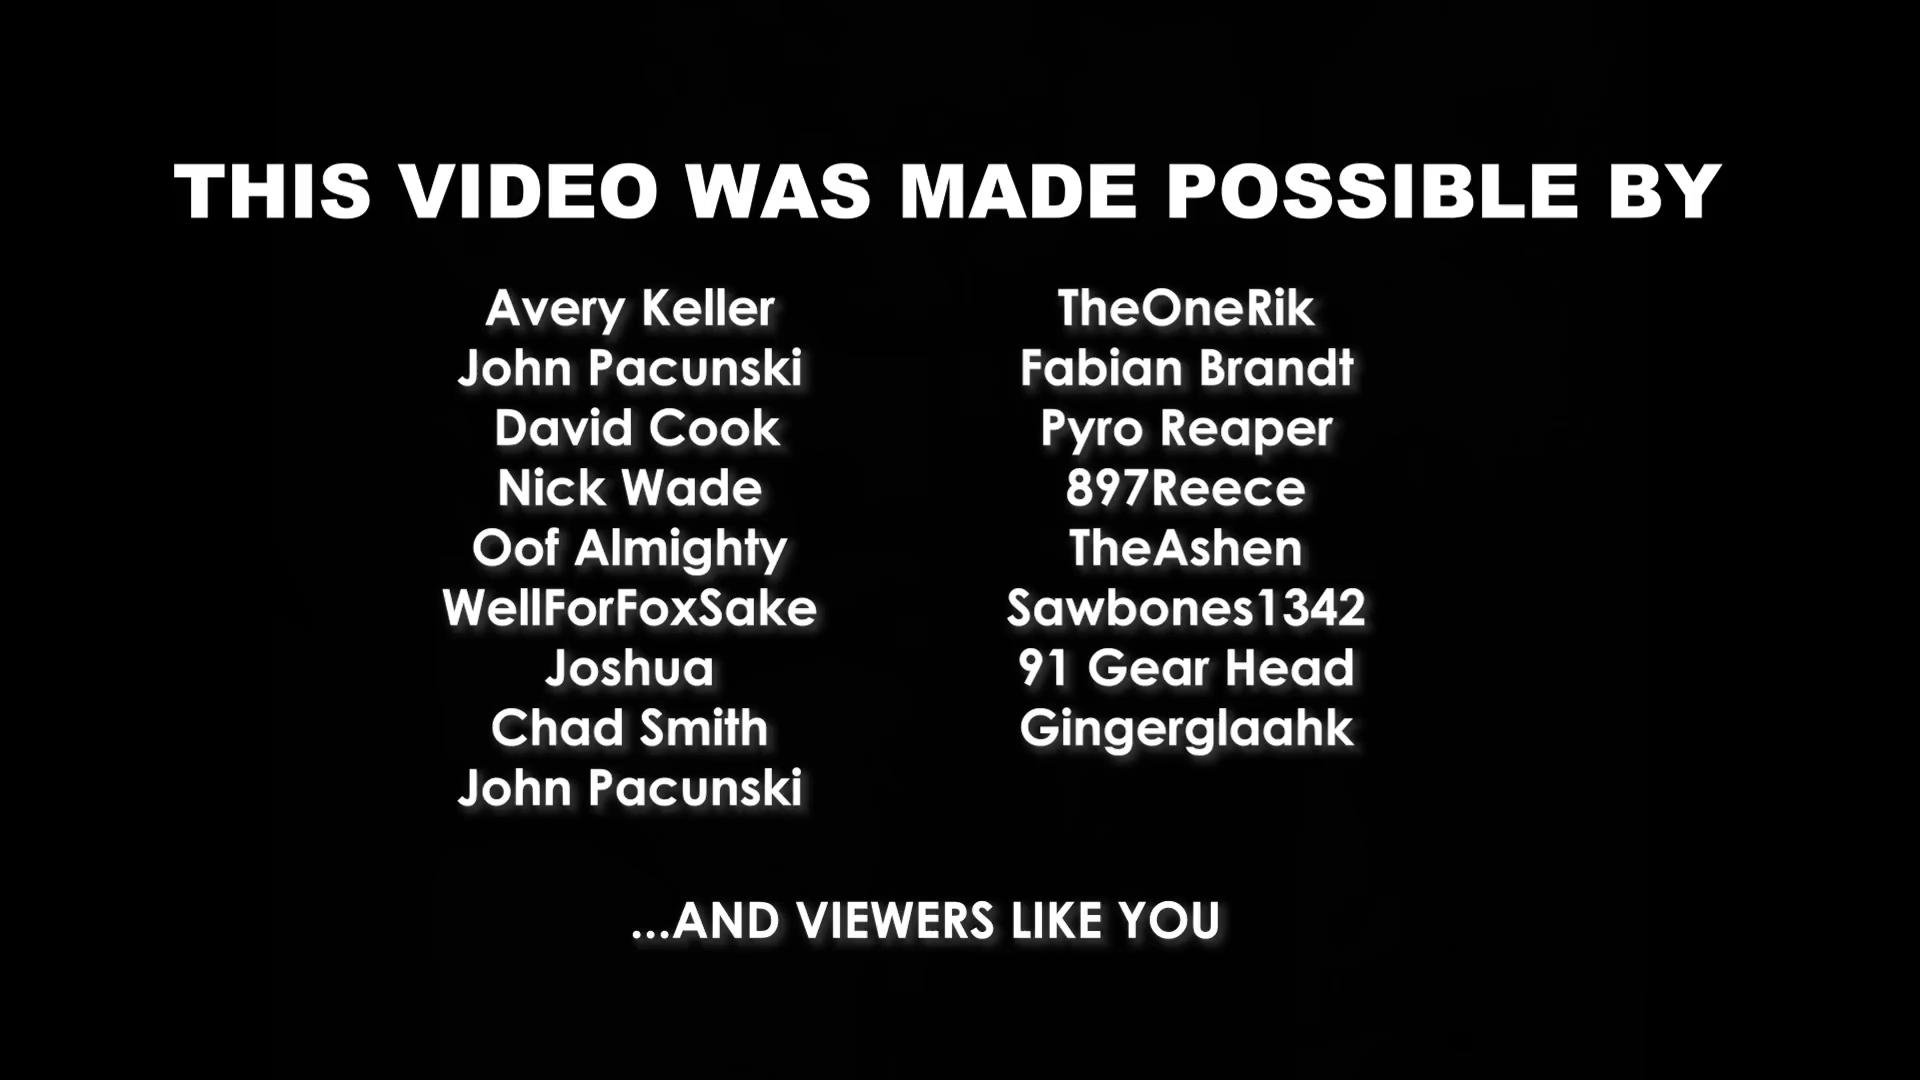 THIS VIDEO WAS MADE POSSIBLE BY
Avery Keller
John Pacunski
David Cook
Nick Wade
Oof Almighty
WellForFoxSake
Joshua
Chad Smith
John Pacunski
TheOneRik
Fabian Brandt
Pyro Reaper
897Reece
TheAshen
Sawbones1342
91 Gear Head
Gingerglaahk
...AND VIEWERS LIKE YOU